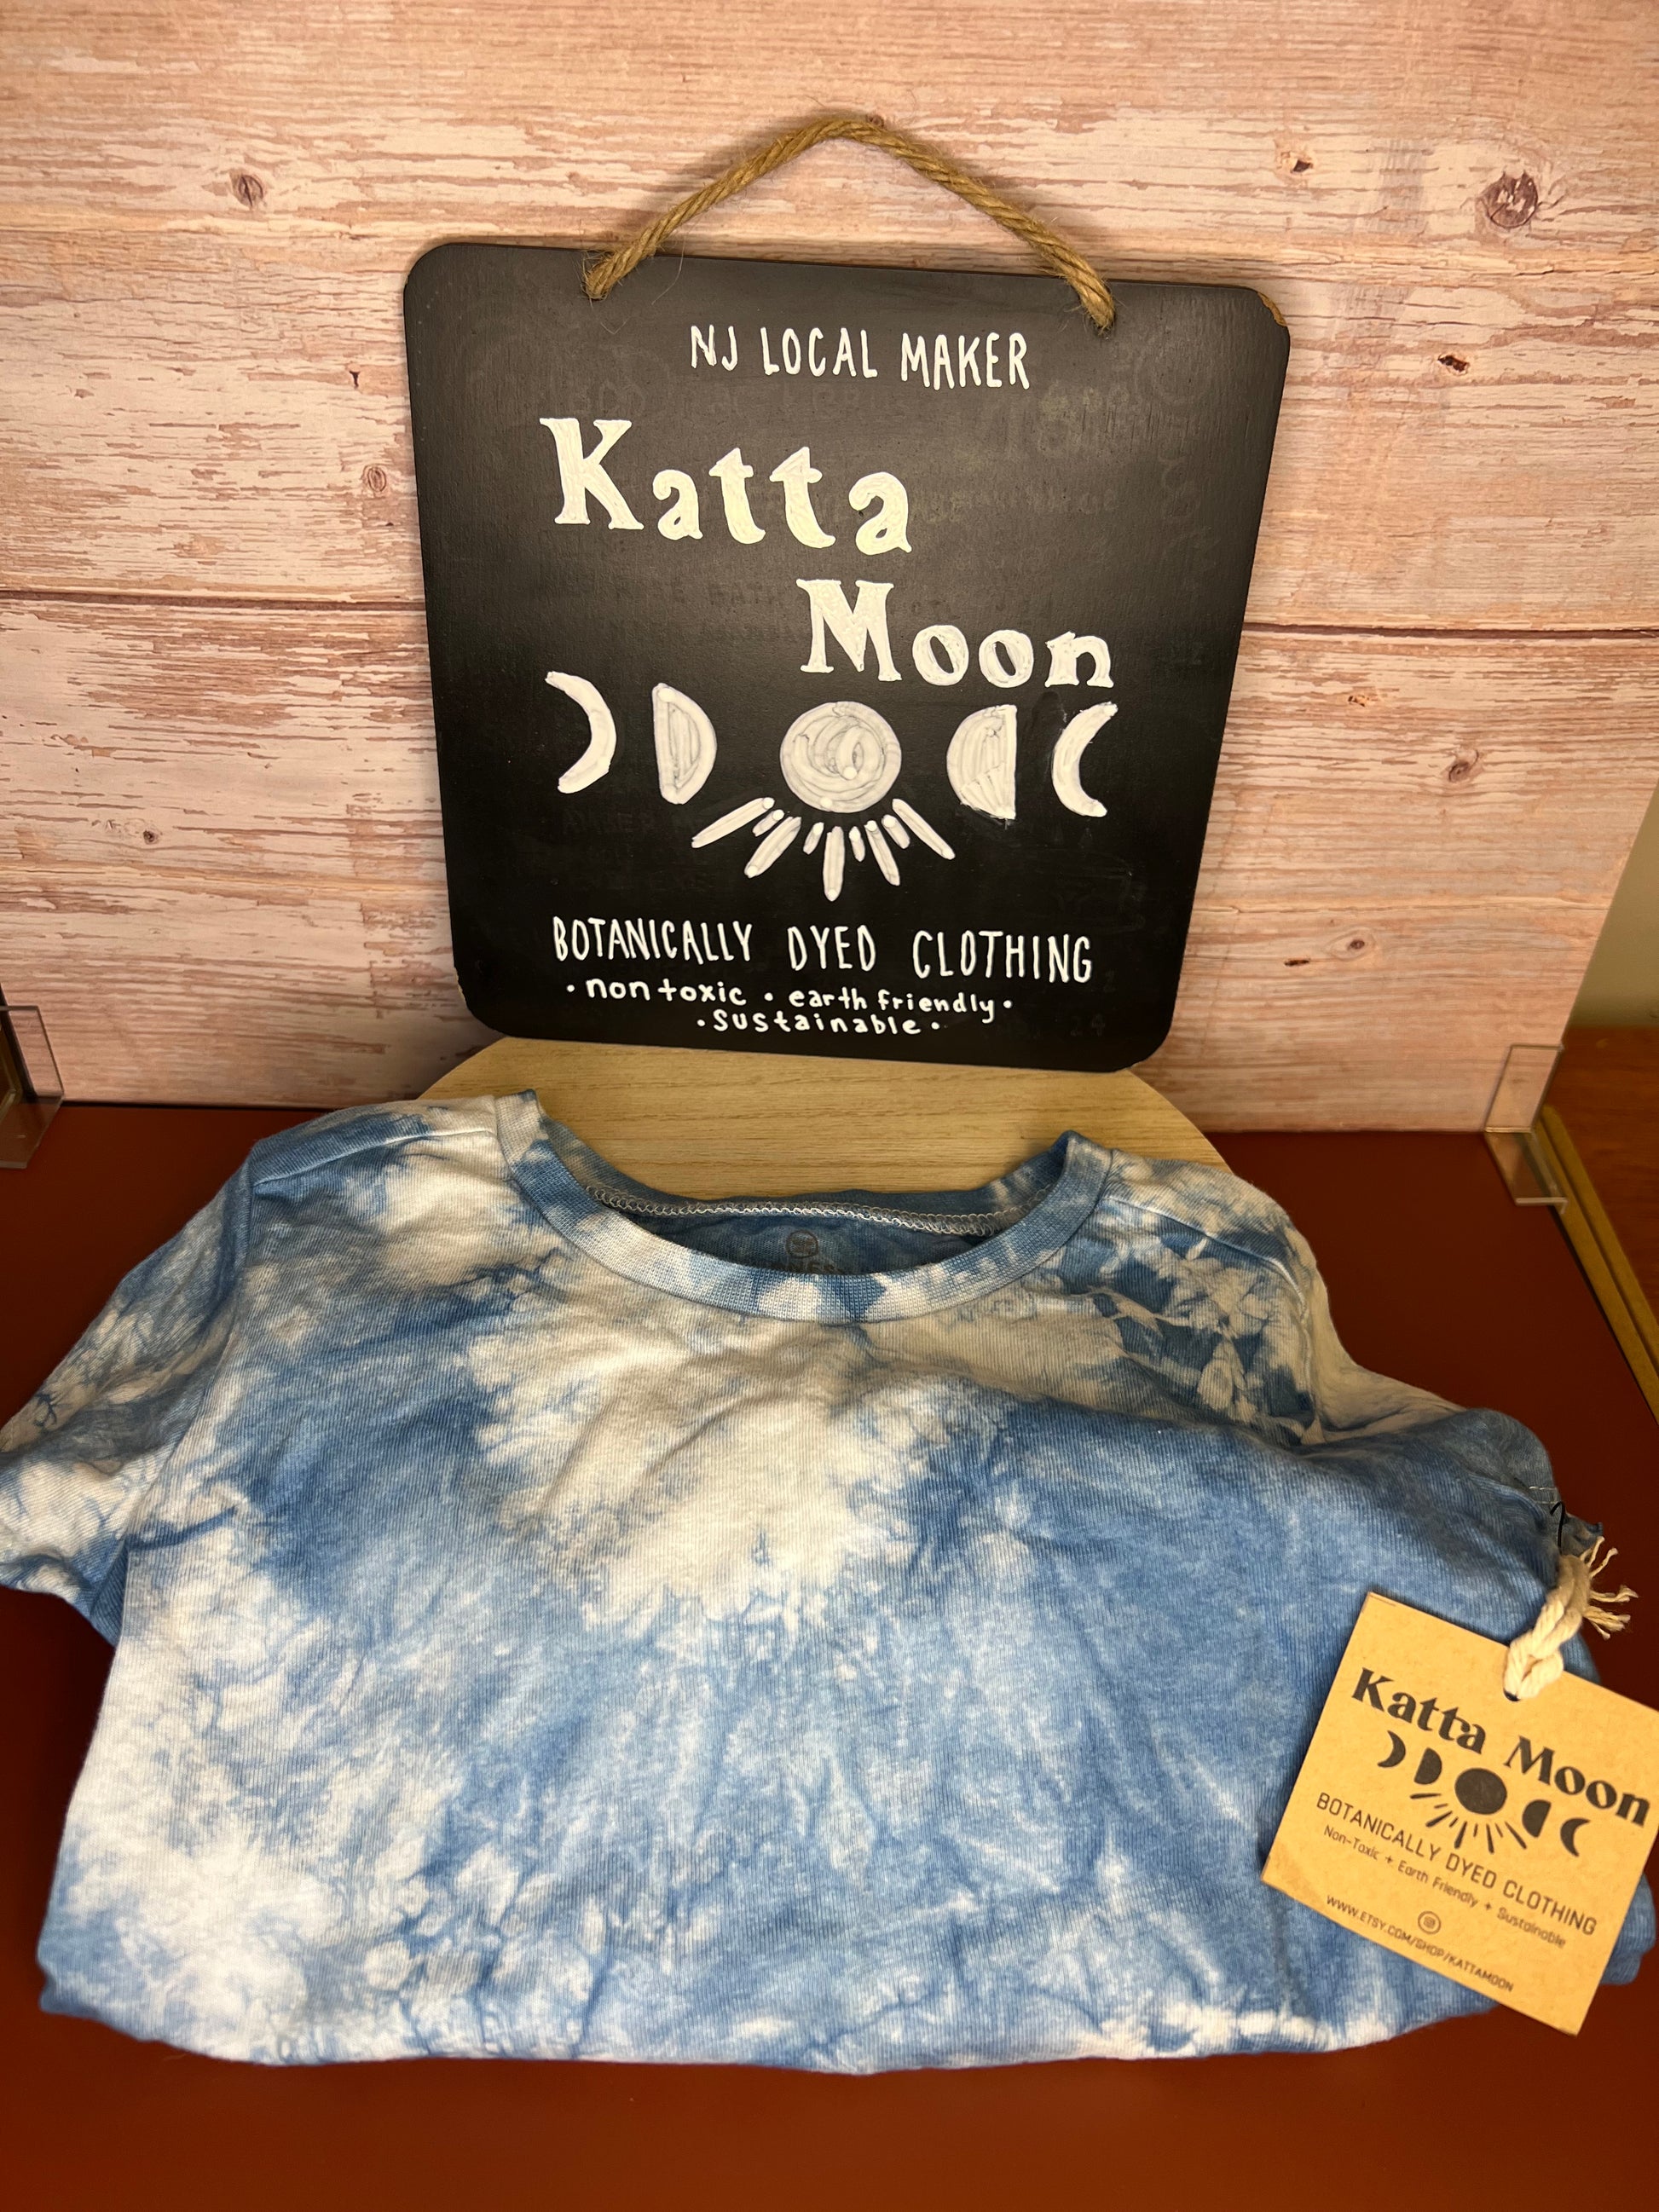 NJ LOCAL MAKER
Katta
Moon
BOTANICALLY DYED CLOTHING
• non toxic • earth friendly •
• Sustainable •
Katta Moon
BOTANICALLY DYED CLOTHING
Non-Toxic + Earth Friendly + Sustainable
WWW.ETSY.COM/SHOP/KATTAMOON